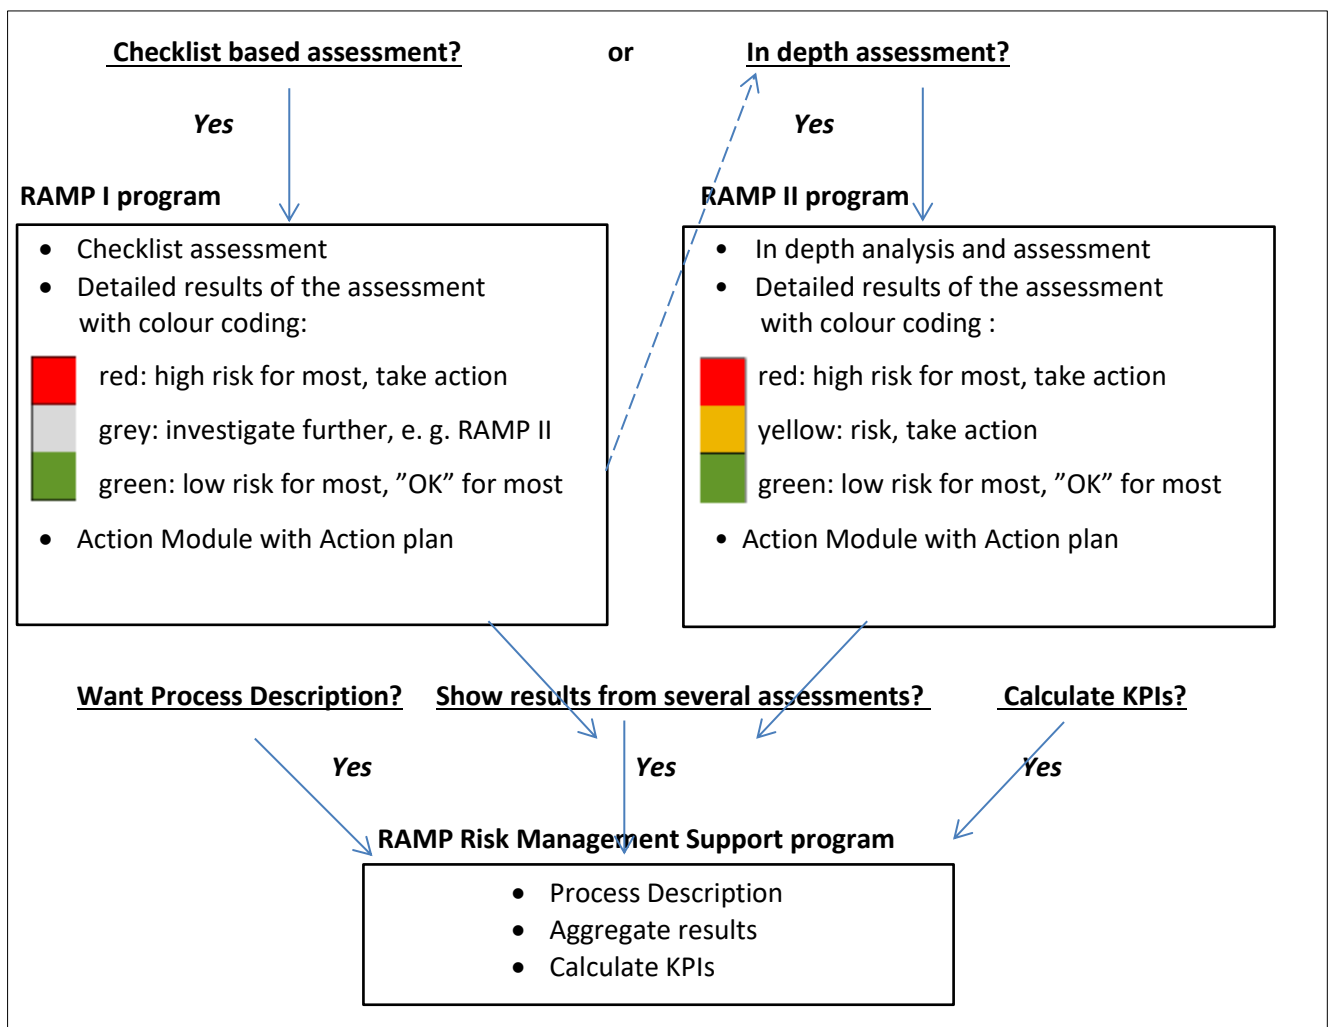 Checklist based assessment? or In depth assessment?
Yes Yes
RAMP I program
• Checklist assessment
• Detailed results of the assessment
with colour coding:
red: high risk for most, take action
grey: investigate further, e. g. RAMP II
green: low risk for most, ”OK” for most
• Action Module with Action plan
RAMP II program
• In depth analysis and assessment
• Detailed results of the assessment
with colour coding :
red: high risk for most, take action
yellow: risk, take action
green: low risk for most, ”OK” for most
• Action Module with Action plan
Want Process Description? Show results from several assessments? Calculate KPIs?
Yes Yes Yes
RAMP Risk Management Support program
• Process Description
• Aggregate results
• Calculate KPIs